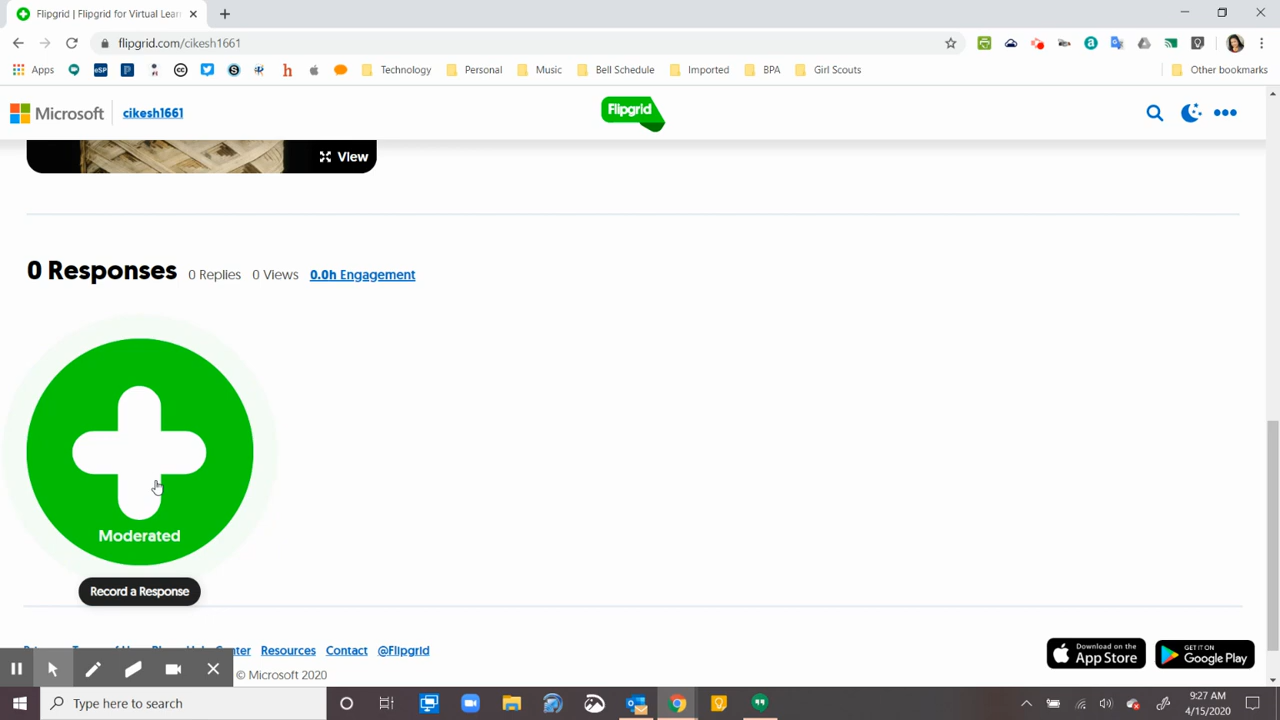 Flipgrid | Flipgrid for Virtual Lear
flipgrid.com/cikesh1661
Apps
Technology
Personal
Music
Bell Schedule
Imported
BPA
Girl Scouts
Other bookmarks
Microsoft
cikesh1661
Flipgrid
View
0 Responses 0 Replies 0 Views 0.0h Engagement
Moderated
Record a Response
Resources Contact @Flipgrid
Download on the
App Store
GET IT ON
Google Play
© Microsoft 2020
Type here to search
9:27 AM
4/15/2020